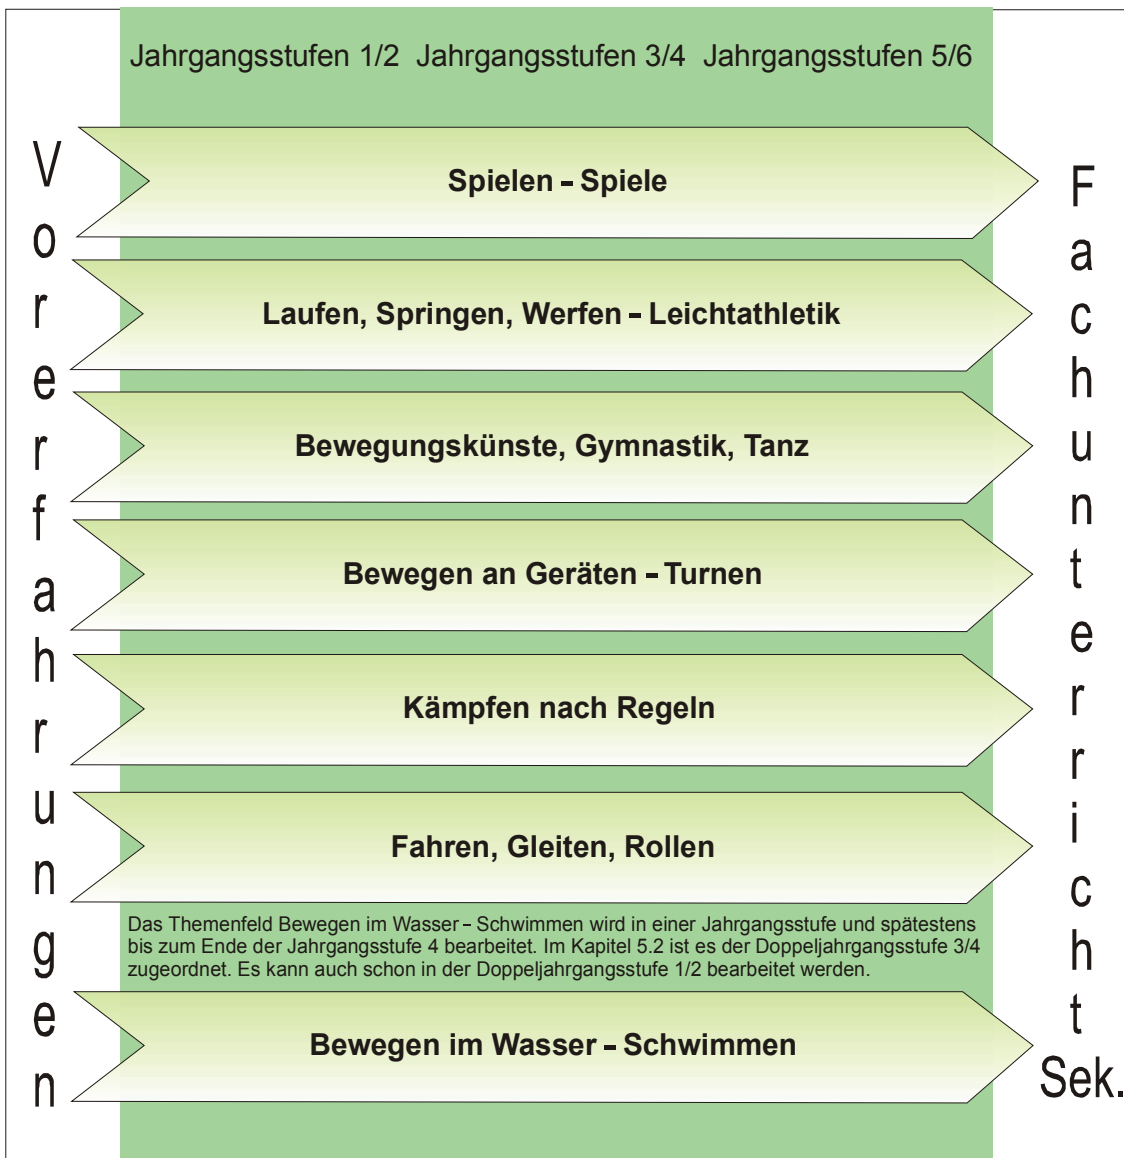 Jahrgangsstufen 1/2 Jahrgangsstufen 3/4 Jahrgangsstufen 5/6
Vorerfahrungen
Spielen – Spiele
Laufen, Springen, Werfen – Leichtathletik
Bewegungskünste, Gymnastik, Tanz
Bewegen an Geräten – Turnen
Kämpfen nach Regeln
Fahren, Gleiten, Rollen
Das Themenfeld Bewegen im Wasser – Schwimmen wird in einer Jahrgangsstufe und spätestens
bis zum Ende der Jahrgangsstufe 4 bearbeitet. Im Kapitel 5.2 ist es der Doppeljahrgangsstufe 3/4
zugeordnet. Es kann auch schon in der Doppeljahrgangsstufe 1/2 bearbeitet werden.
Bewegen im Wasser – Schwimmen
Fachunterricht
Sek.